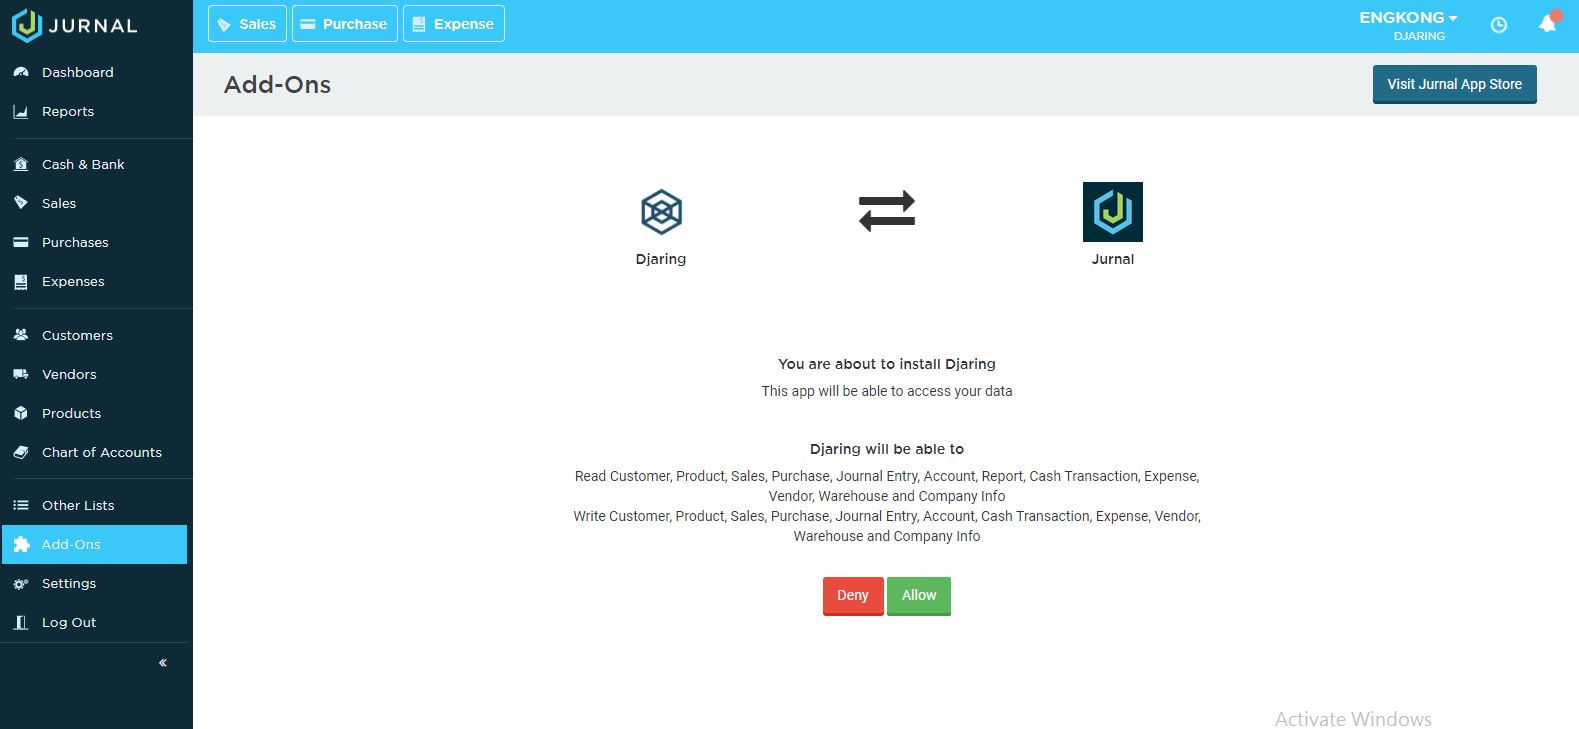 JURNAL
Sales
Purchase
Expense
ENGKONG
DJARING
Dashboard
Reports
Cash & Bank
Sales
Purchases
Expenses
Customers
Vendors
Products
Chart of Accounts
Other Lists
Add-Ons
Settings
Log Out
«
Add-Ons
Visit Jurnal App Store
Djaring
Jurnal
You are about to install Djaring
This app will be able to access your data
Djaring will be able to
Read Customer, Product, Sales, Purchase, Journal Entry, Account, Report, Cash Transaction, Expense,
Vendor, Warehouse and Company Info
Write Customer, Product, Sales, Purchase, Journal Entry, Account, Cash Transaction, Expense, Vendor,
Warehouse and Company Info
Deny
Allow
Activate Windows